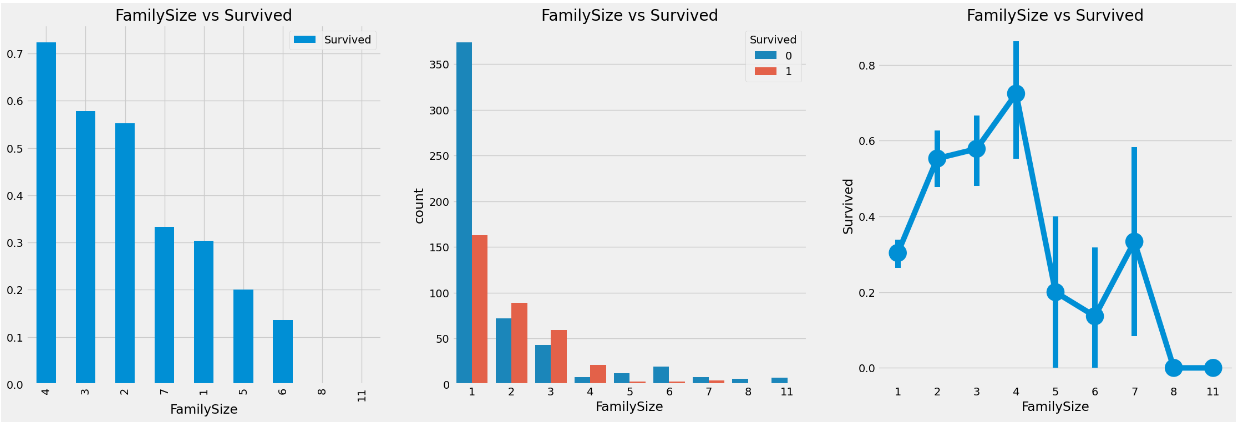 FamilySize vs Survived
Survived
0.7
0.6
0.5
0.4
0.3
0.2
0.1
0.0
4 3 2 7 1 5 6 8 11
FamilySize
FamilySize vs Survived
Survived
0
1
count
350
300
250
200
150
100
50
0
1 2 3 4 5 6 7 8 11
FamilySize
FamilySize vs Survived
Survived
0.8
0.6
0.4
0.2
0.0
1 2 3 4 5 6 7 8 11
FamilySize